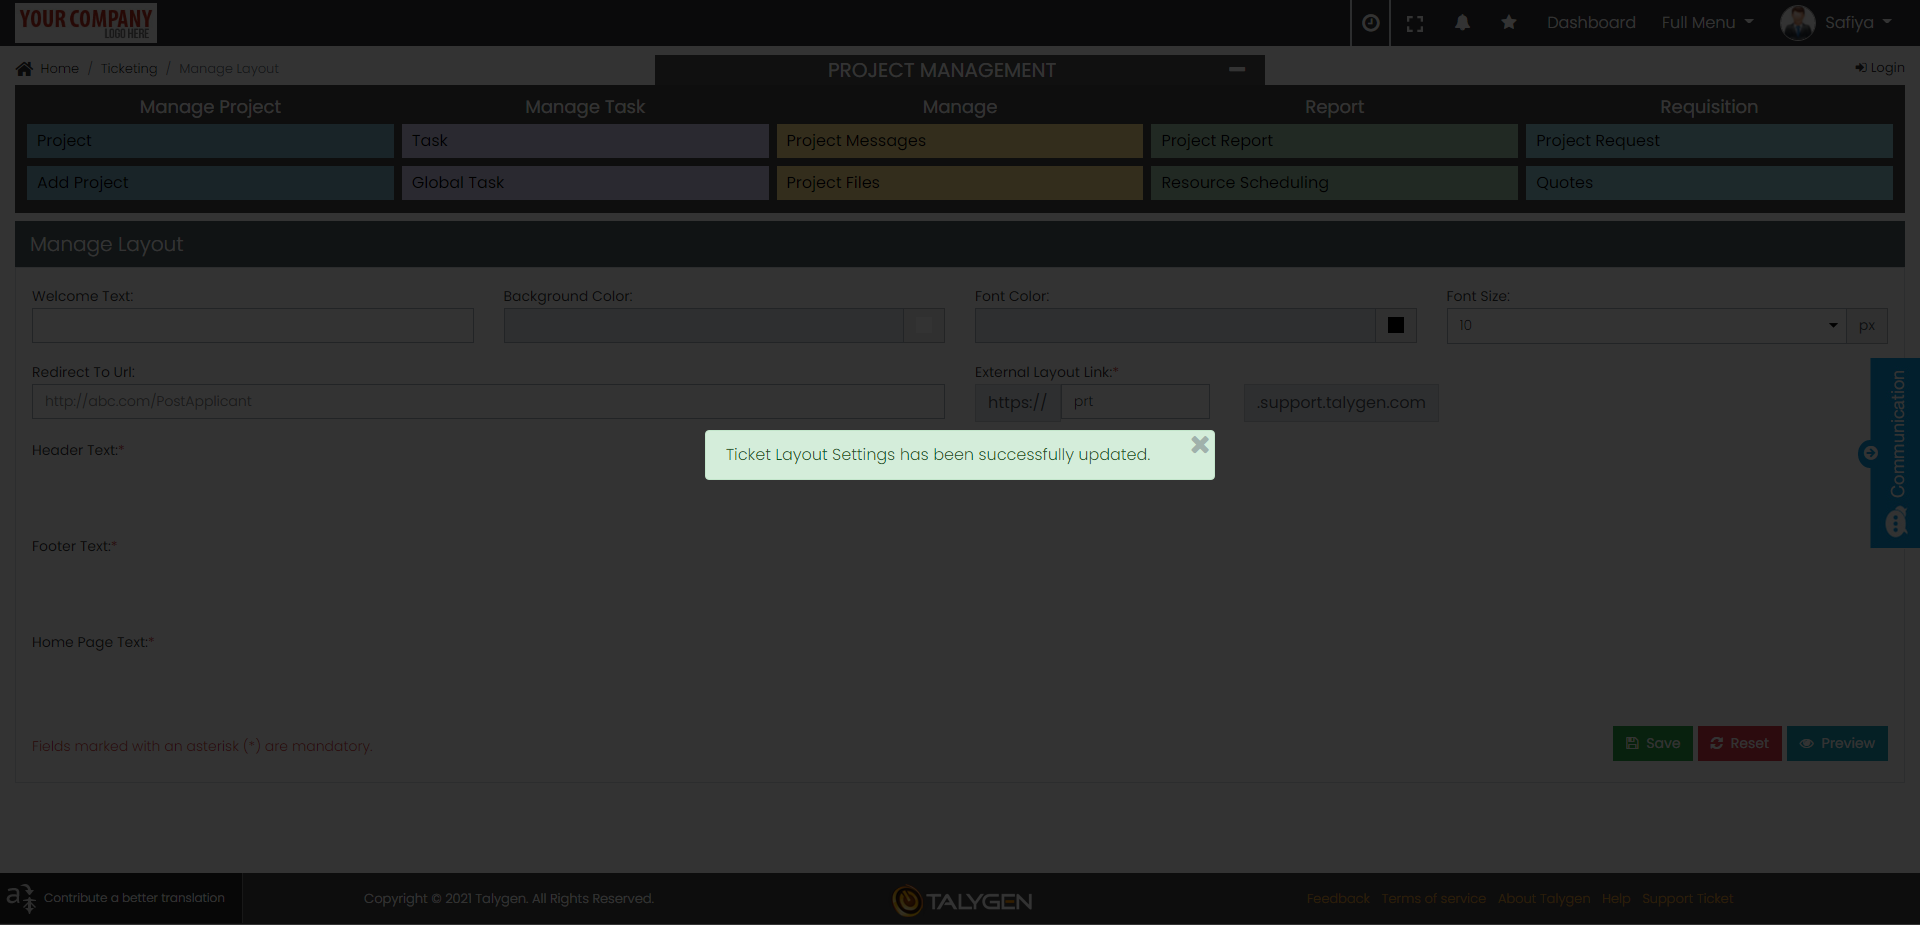 YOUR COMPANY
LOGO HERE
Dashboard
Full Menu
Safiya
Home / Ticketing / Manage Layout
PROJECT MANAGEMENT
Login
Manage Project
Manage Task
Manage
Report
Requisition
Project
Task
Project Messages
Project Report
Project Request
Add Project
Global Task
Project Files
Resource Scheduling
Quotes
Manage Layout
Welcome Text:
Background Color:
Font Color:
Font Size:
10
px
Redirect To Url:
External Layout Link:*
http://abc.com/PostApplicant
https://
prt
.support.talygen.com
Communication
Header Text:*
Ticket Layout Settings has been successfully updated.
Footer Text:*
Home Page Text:*
Fields marked with an asterisk (*) are mandatory.
Save
Reset
Preview
Contribute a better translation
Copyright © 2021 Talygen. All Rights Reserved.
TALYGEN
Feedback
Terms of service
About Talygen
Help
Support Ticket